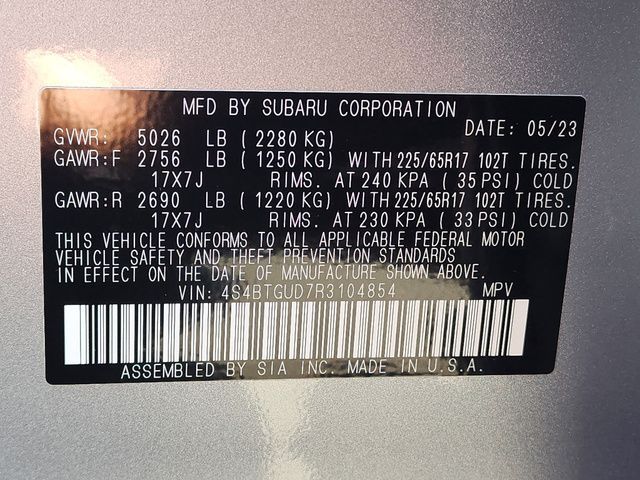 MFD BY SUBARU CORPORATION
DATE: 05/23
GVWR: 5026 LB ( 2280 KG)
GAWR:F 2756 LB ( 1250 KG) WITH 225/65R17 102T TIRES.
17X7J RIMS. AT 240 KPA ( 35 PSI) COLD
GAWR:R 2690 LB ( 1220 KG) WITH 225/65R17 102T TIRES.
17X7J RIMS. AT 230 KPA ( 33 PSI) COLD
THIS VEHICLE CONFORMS TO ALL APPLICABLE FEDERAL MOTOR
VEHICLE SAFETY AND THEFT PREVENTION STANDARDS
IN EFFECT ON THE DATE OF MANUFACTURE SHOWN ABOVE.
VIN: 4S4BTGUD7R3104854 MPV
ASSEMBLED BY SIA INC. MADE IN U.S.A.